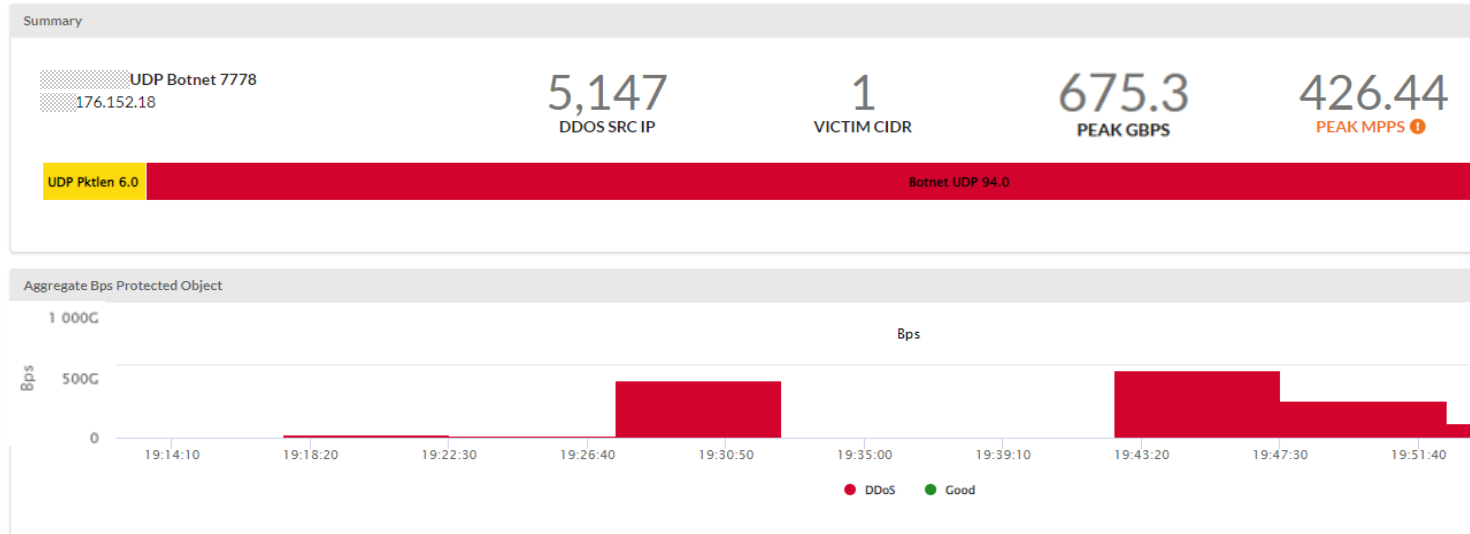 Summary
UDP Botnet 7778
176.152.18
5,147
DDOS SRC IP
1
VICTIM CIDR
675.3
PEAK GBPS
426.44
PEAK MPPS !
UDP Pktlen 6.0
Botnet UDP 94.0
Aggregate Bps Protected Object
Bps
1 000G
500G
0
Bps
19:14:10 19:18:20 19:22:30 19:26:40 19:30:50 19:35:00 19:39:10 19:43:20 19:47:30 19:51:40
DDoS Good